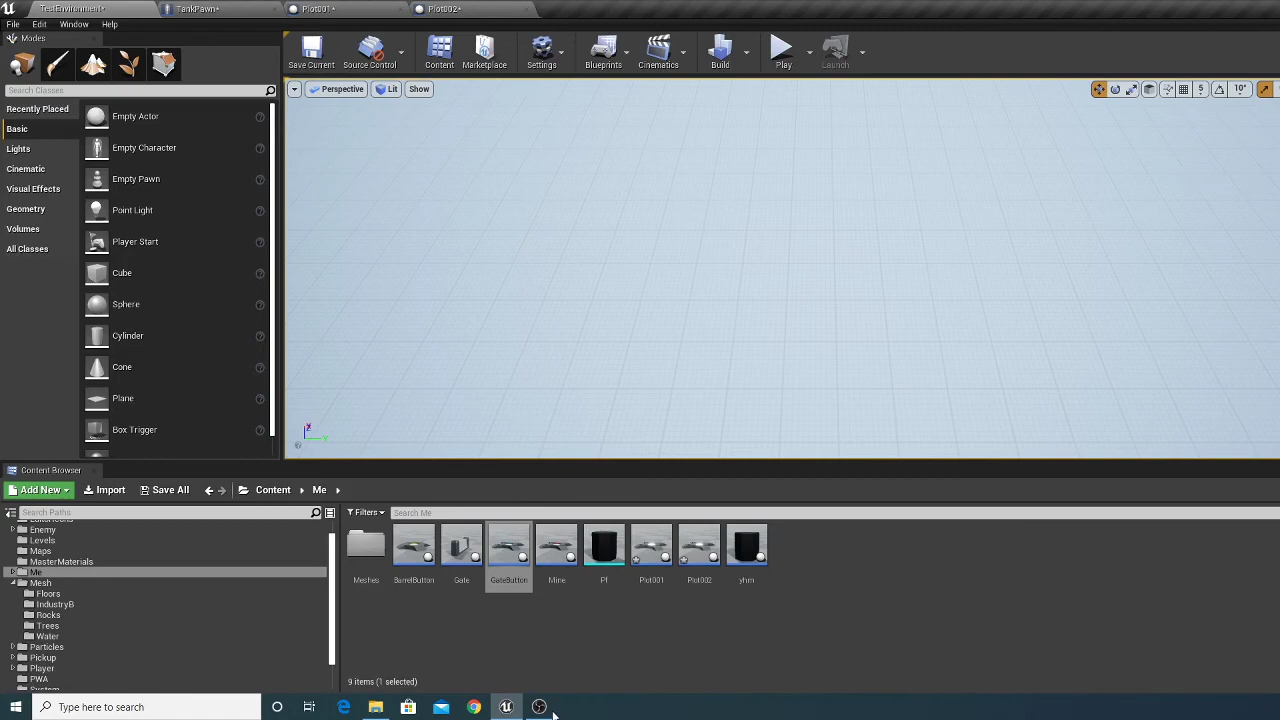 TestEnvironment*
TankPawn*
Plot001*
Plot002*
File Edit Window Help
Modes
Save Current
Source Control
Content
Marketplace
Settings
Blueprints
Cinematics
Build
Play
Launch
Search Classes
Perspective
Lit
Show
5
10°
Recently Placed
Basic
Lights
Cinematic
Visual Effects
Geometry
Volumes
All Classes
Empty Actor
Empty Character
Empty Pawn
Point Light
Player Start
Cube
Sphere
Cylinder
Cone
Plane
Box Trigger
Z
Y
Content Browser
Add New
Import
Save All
Content
Me
Search Paths
Filters
Search Me
EditorIcons
Enemy
Levels
Maps
MasterMaterials
Me
Mesh
Floors
IndustryB
Rocks
Trees
Water
Particles
Pickup
Player
PWA
System
Meshes
BarrelButton
Gate
GateButton
Mine
Pf
Plot001
Plot002
yhm
9 items (1 selected)
Type here to search